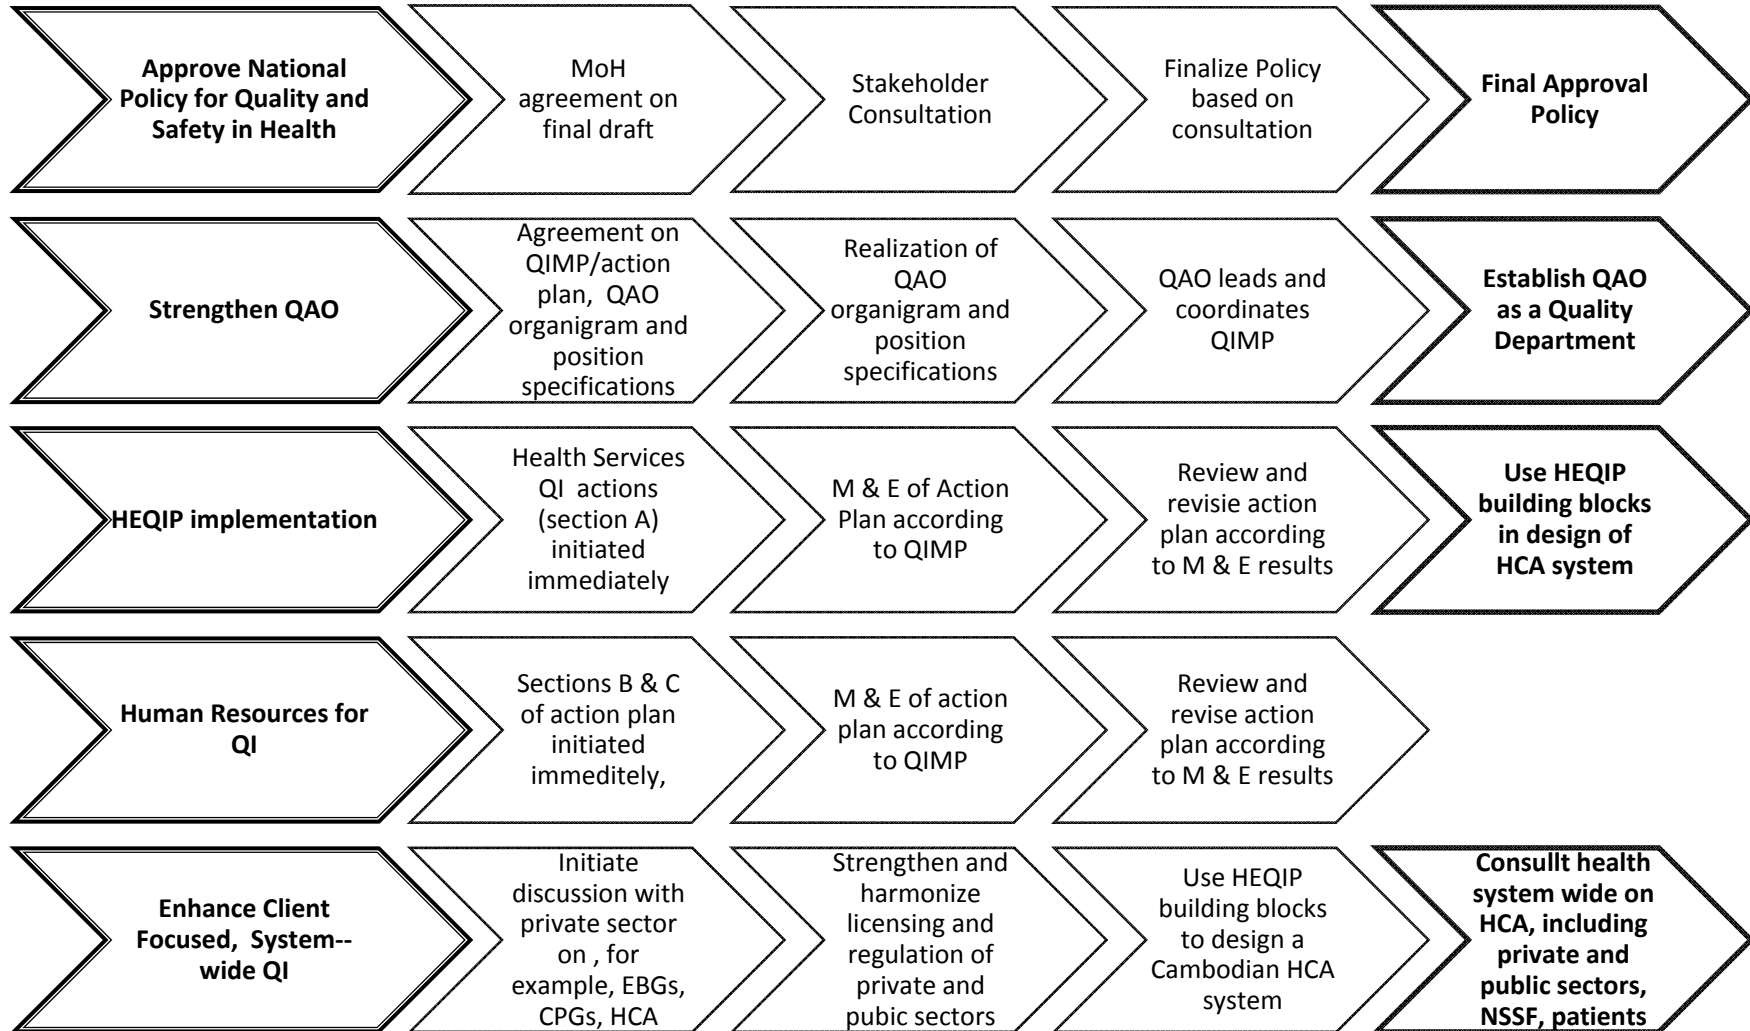 Approve National
Policy for Quality and
Safety in Health
MoH
agreement on
final draft
Stakeholder
Consultation
Finalize Policy
based on
consultation
Final Approval
Policy
Strengthen QAO
Agreement on
QIMP/action
plan, QAO
organigram and
position
specifications
Realization of
QAO
organigram and
position
specifications
QAO leads and
coordinates
QIMP
Establish QAO
as a Quality
Department
HEQIP implementation
Health Services
QI actions
(section A)
initiated
immediately
M & E of Action
Plan according
to QIMP
Review and
revisie action
plan according
to M & E results
Use HEQIP
building blocks
in design of
HCA system
Human Resources for
QI
Sections B & C
of action plan
initiated
immeditely,
M & E of action
plan according
to QIMP
Review and
revise action
plan according
to M & E results
Enhance Client
Focused, System--
wide QI
Initiate
discussion with
private sector
on , for
example, EBGs,
CPGs, HCA
Strengthen and
harmonize
licensing and
regulation of
private and
pubic sectors
Use HEQIP
building blocks
to design a
Cambodian HCA
system
Consullt health
system wide on
HCA, including
private and
public sectors,
NSSF, patients